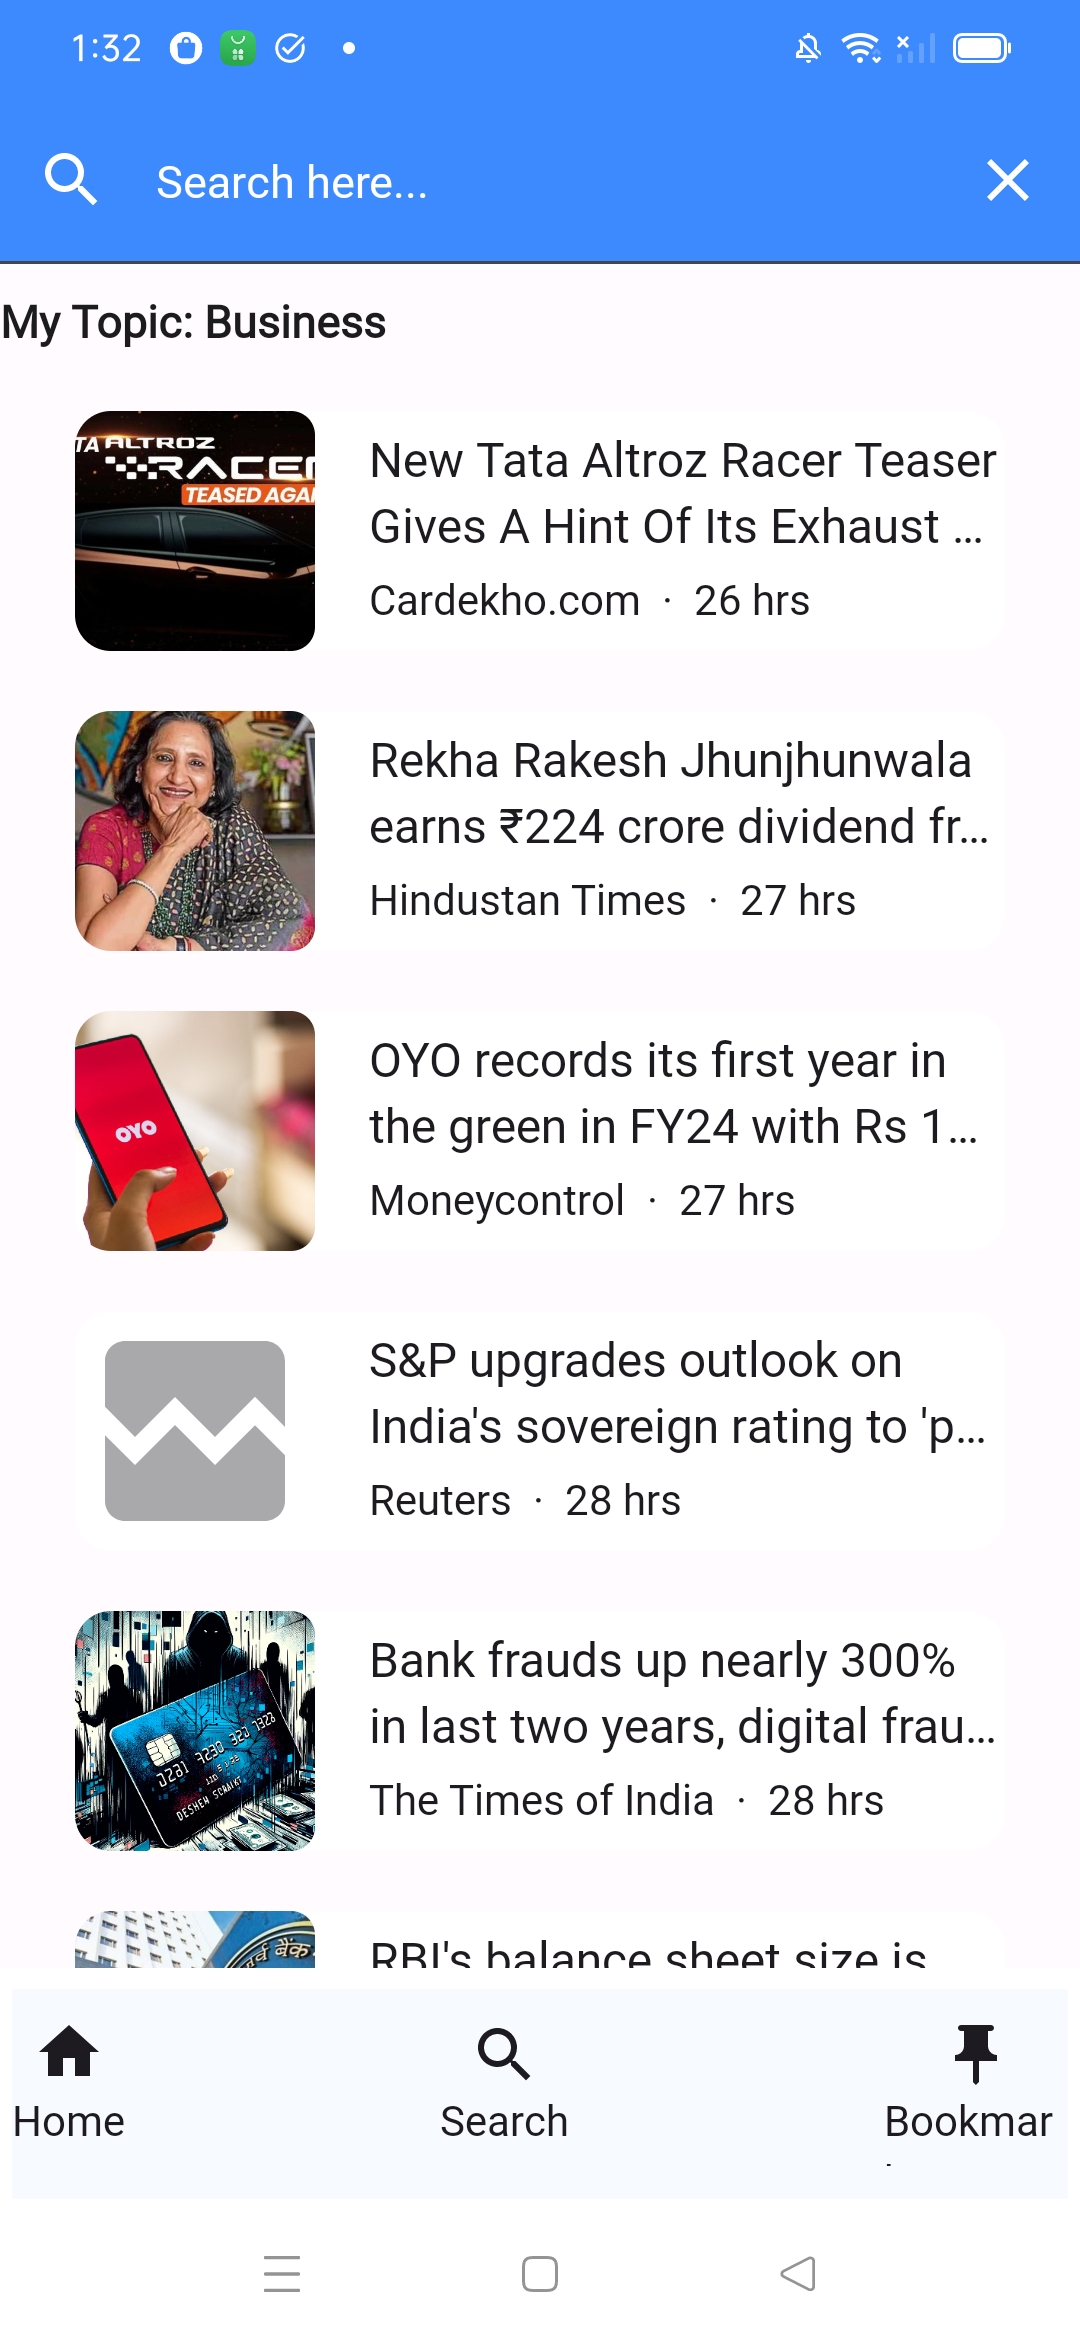 1:32
Search here...
My Topic: Business
TA ALTROZ
RACER
TEASED AGAI
New Tata Altroz Racer Teaser
Gives A Hint Of Its Exhaust ...
Cardekho.com · 26 hrs
Rekha Rakesh Jhunjhunwala
earns ₹224 crore dividend fr...
Hindustan Times · 27 hrs
OYO
OYO records its first year in
the green in FY24 with Rs 1...
Moneycontrol · 27 hrs
S&P upgrades outlook on
India's sovereign rating to 'p...
Reuters · 28 hrs
Bank frauds up nearly 300%
in last two years, digital frau...
The Times of India · 28 hrs
RBI's balance sheet size is
Home
Search
Bookmar